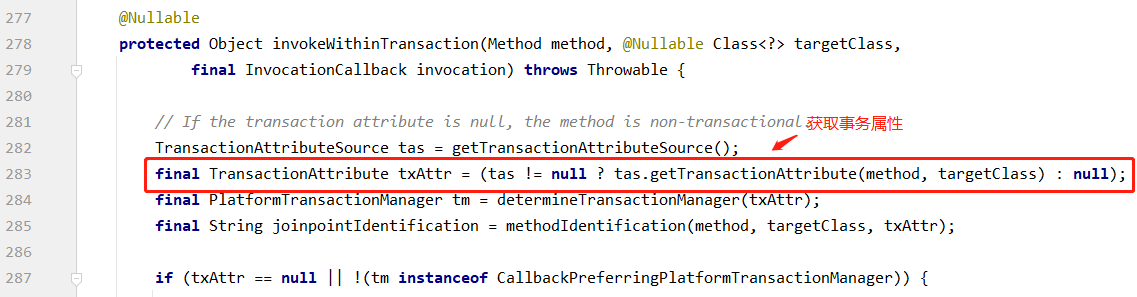 277 @Nullable
278 protected Object invokeWithinTransaction(Method method, @Nullable Class<?> targetClass,
279 final InvocationCallback invocation) throws Throwable {
280
281 // If the transaction attribute is null, the method is non-transactional. 获取事务属性
282 TransactionAttributeSource tas = getTransactionAttributeSource();
283 final TransactionAttribute txAttr = (tas != null ? tas.getTransactionAttribute(method, targetClass) : null);
284 final PlatformTransactionManager tm = determineTransactionManager(txAttr);
285 final String joinpointIdentification = methodIdentification(method, targetClass, txAttr);
286
287 if (txAttr == null || !(tm instanceof CallbackPreferringPlatformTransactionManager)) {